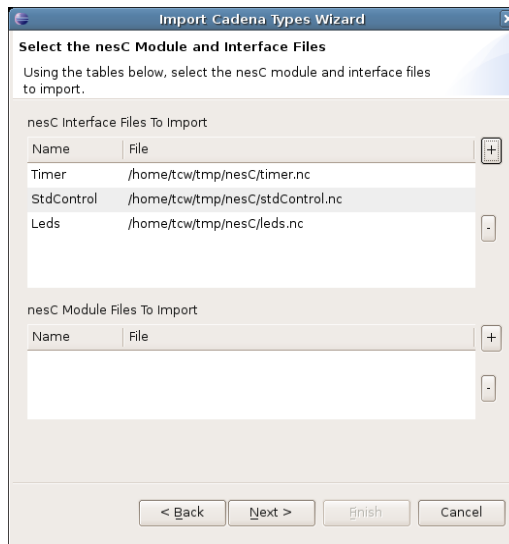 Import Cadena Types Wizard
Select the nesC Module and Interface Files
Using the tables below, select the nesC module and interface files
to import.
nesC Interface Files To Import
Name File
+
Timer /home/tcw/tmp/nesC/timer.nc
StdControl /home/tcw/tmp/nesC/stdControl.nc
Leds /home/tcw/tmp/nesC/leds.nc
-
nesC Module Files To Import
Name File
+
-
< Back Next > Finish Cancel